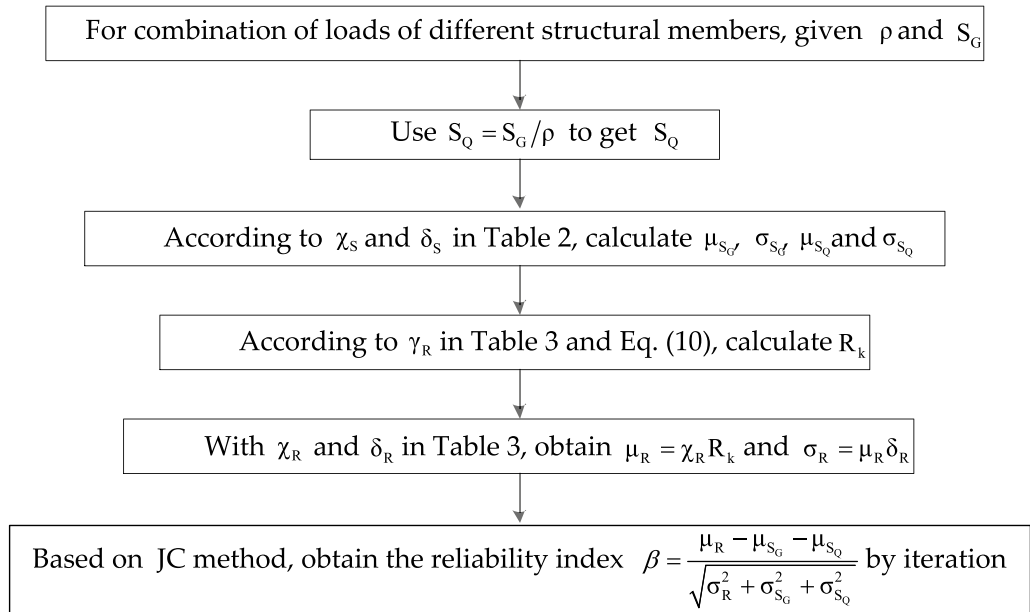 For combination of loads of different structural members, given ρ and S_G
Use S_Q = S_G/ρ to get S_Q
According to χ_S and δ_S in Table 2, calculate μ_{S_G}, σ_{S_G}, μ_{S_Q} and σ_{S_Q}
According to γ_R in Table 3 and Eq. (10), calculate R_k
With χ_R and δ_R in Table 3, obtain μ_R = χ_R R_k and σ_R = μ_R δ_R
Based on JC method, obtain the reliability index β = \frac{μ_R − μ_{S_G} − μ_{S_Q}}{\sqrt{σ_R^2 + σ_{S_G}^2 + σ_{S_Q}^2}} by iteration